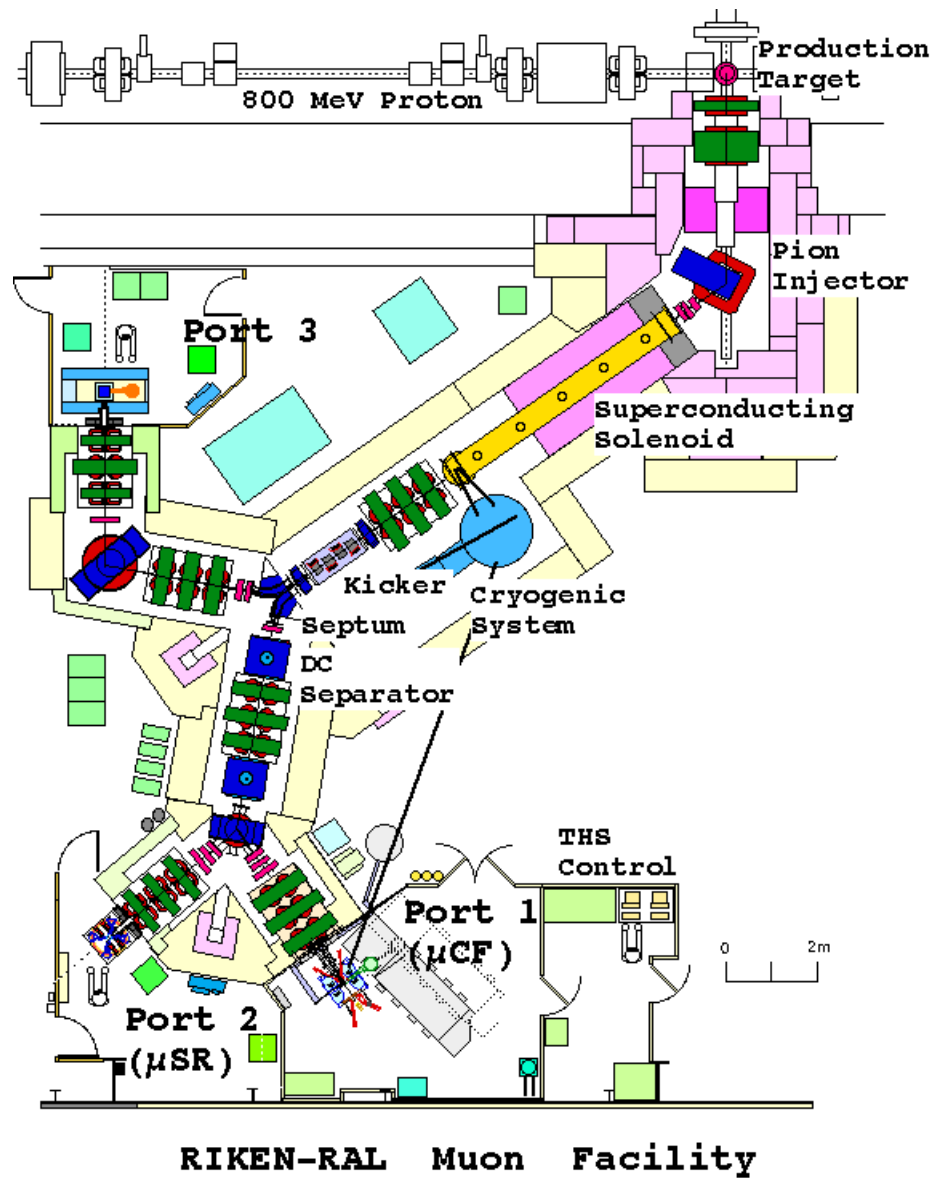 Production
Target
800 MeV Proton
Pion
Injector
Port 3
Superconducting
Solenoid
Kicker
Cryogenic
System
Septum
DC
Separator
THS
Control
Port 1
(μCF)
0 2m
Port 2
(μSR)
RIKEN-RAL Muon Facility